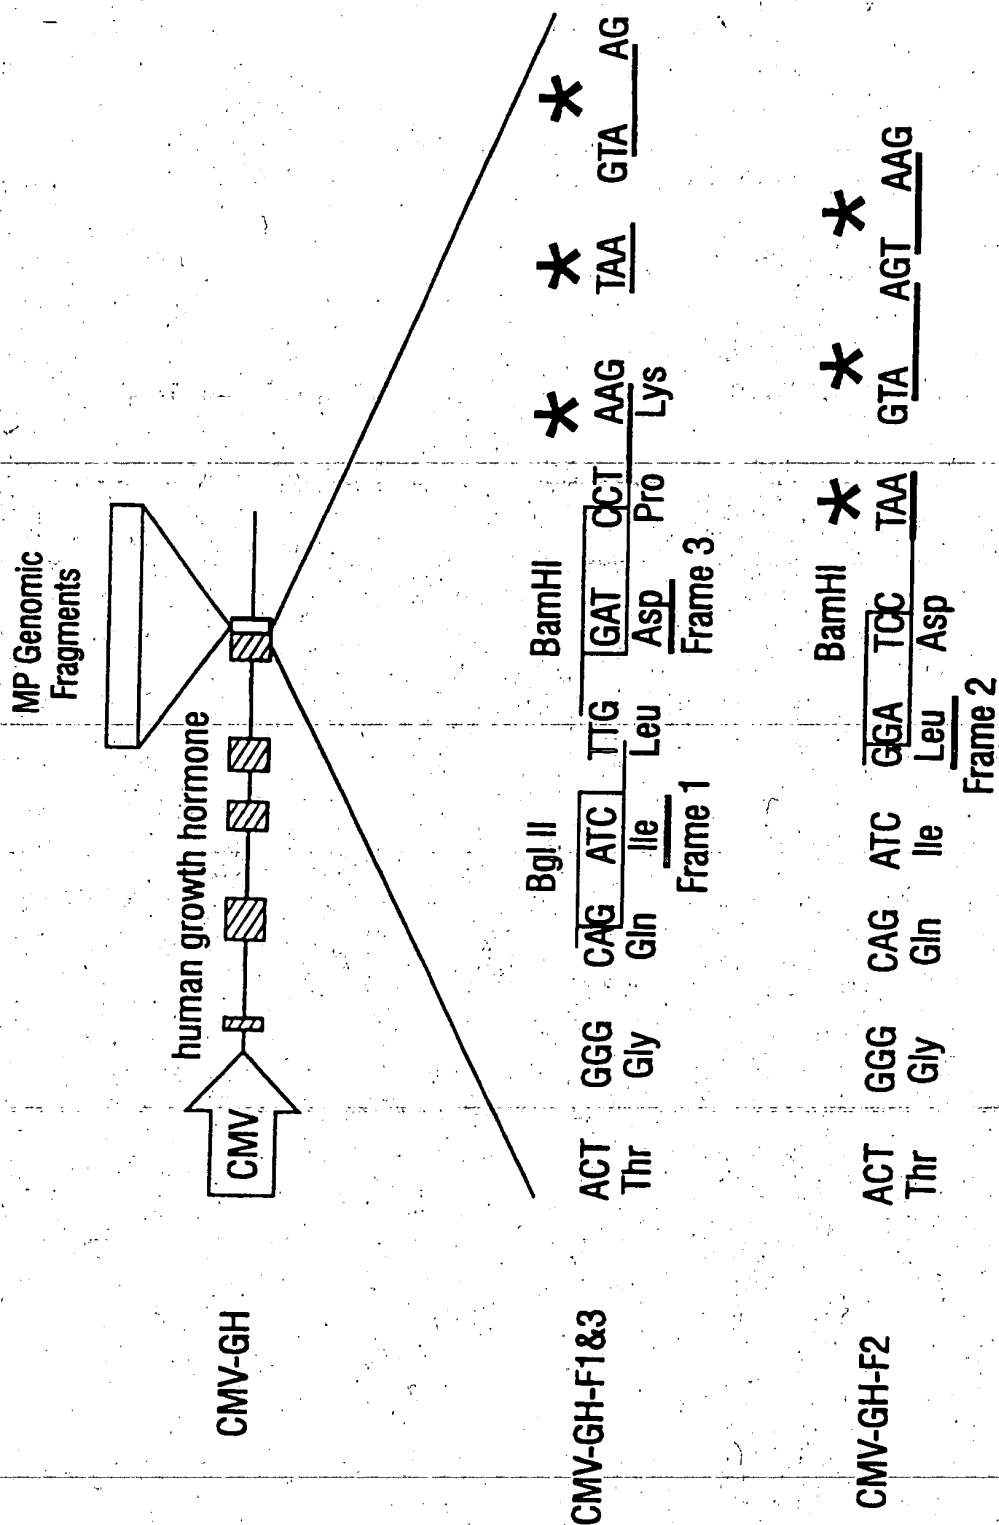 MP Genomic
Fragments
human growth hormone
CMV-GH
CMV
Bgl II BamHI
CMV-GH-F1&3
ACT GGG CAG ATC TTG GAT CCT AAG TAA GTA AG
* * *
Thr Gly Gln Ile Leu Asp Pro Lys
Frame 1 Frame 3
BamHI
* * *
CMV-GH-F2
ACT GGG CAG ATC GGA TCC TAA GTA AGT AAG
Thr Gly Gln Ile Leu Asp
Frame 2